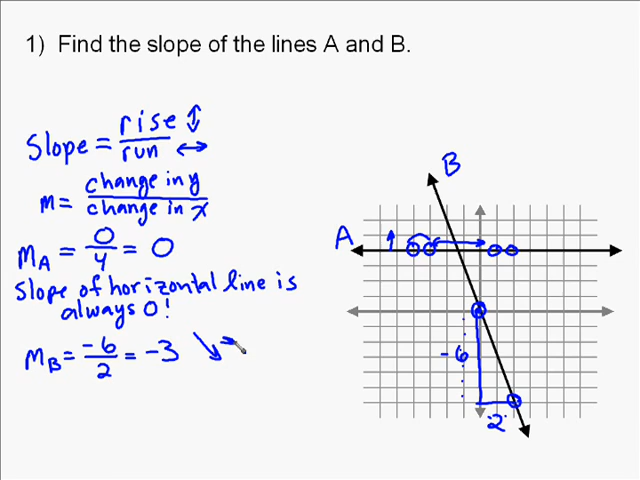 1) Find the slope of the lines A and B.
Slope = rise / run
m = change in y / change in x
mA = 0/4 = 0
Slope of horizontal line is
always 0!
mB = -6/2 = -3
B
A
-6
2